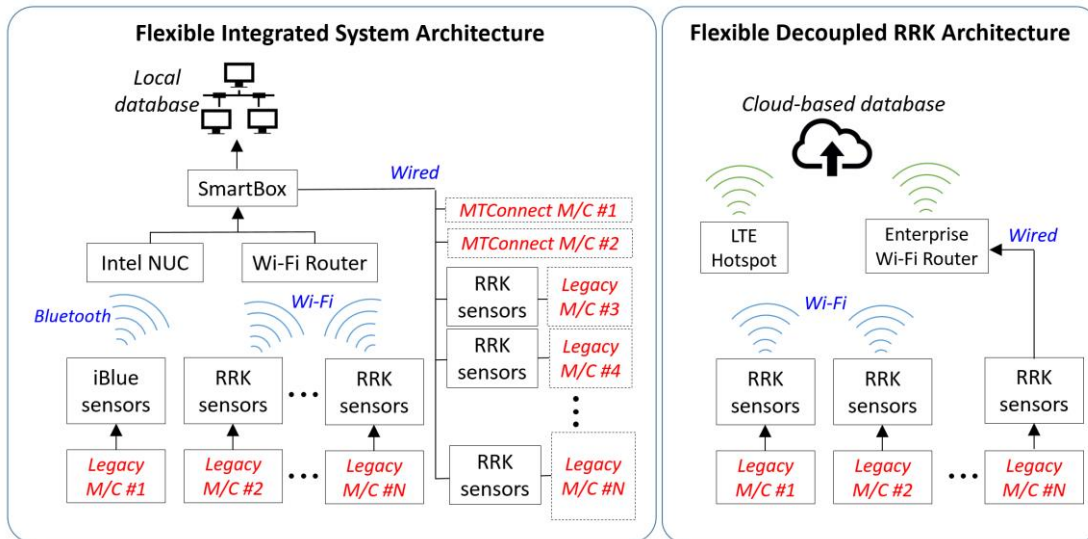 Flexible Integrated System Architecture
Local
database
SmartBox
Wired
MTConnect M/C #1
MTConnect M/C #2
Intel NUC
Wi-Fi Router
RRK
sensors
Legacy
M/C #3
Bluetooth
Wi-Fi
RRK
sensors
Legacy
M/C #4
iBlue
sensors
RRK
sensors
...
RRK
sensors
...
Legacy
M/C #1
Legacy
M/C #2
...
Legacy
M/C #N
RRK
sensors
Legacy
M/C #N
Flexible Decoupled RRK Architecture
Cloud-based database
LTE
Hotspot
Enterprise
Wi-Fi Router
Wired
Wi-Fi
RRK
sensors
RRK
sensors
RRK
sensors
Legacy
M/C #1
Legacy
M/C #2
...
Legacy
M/C #N